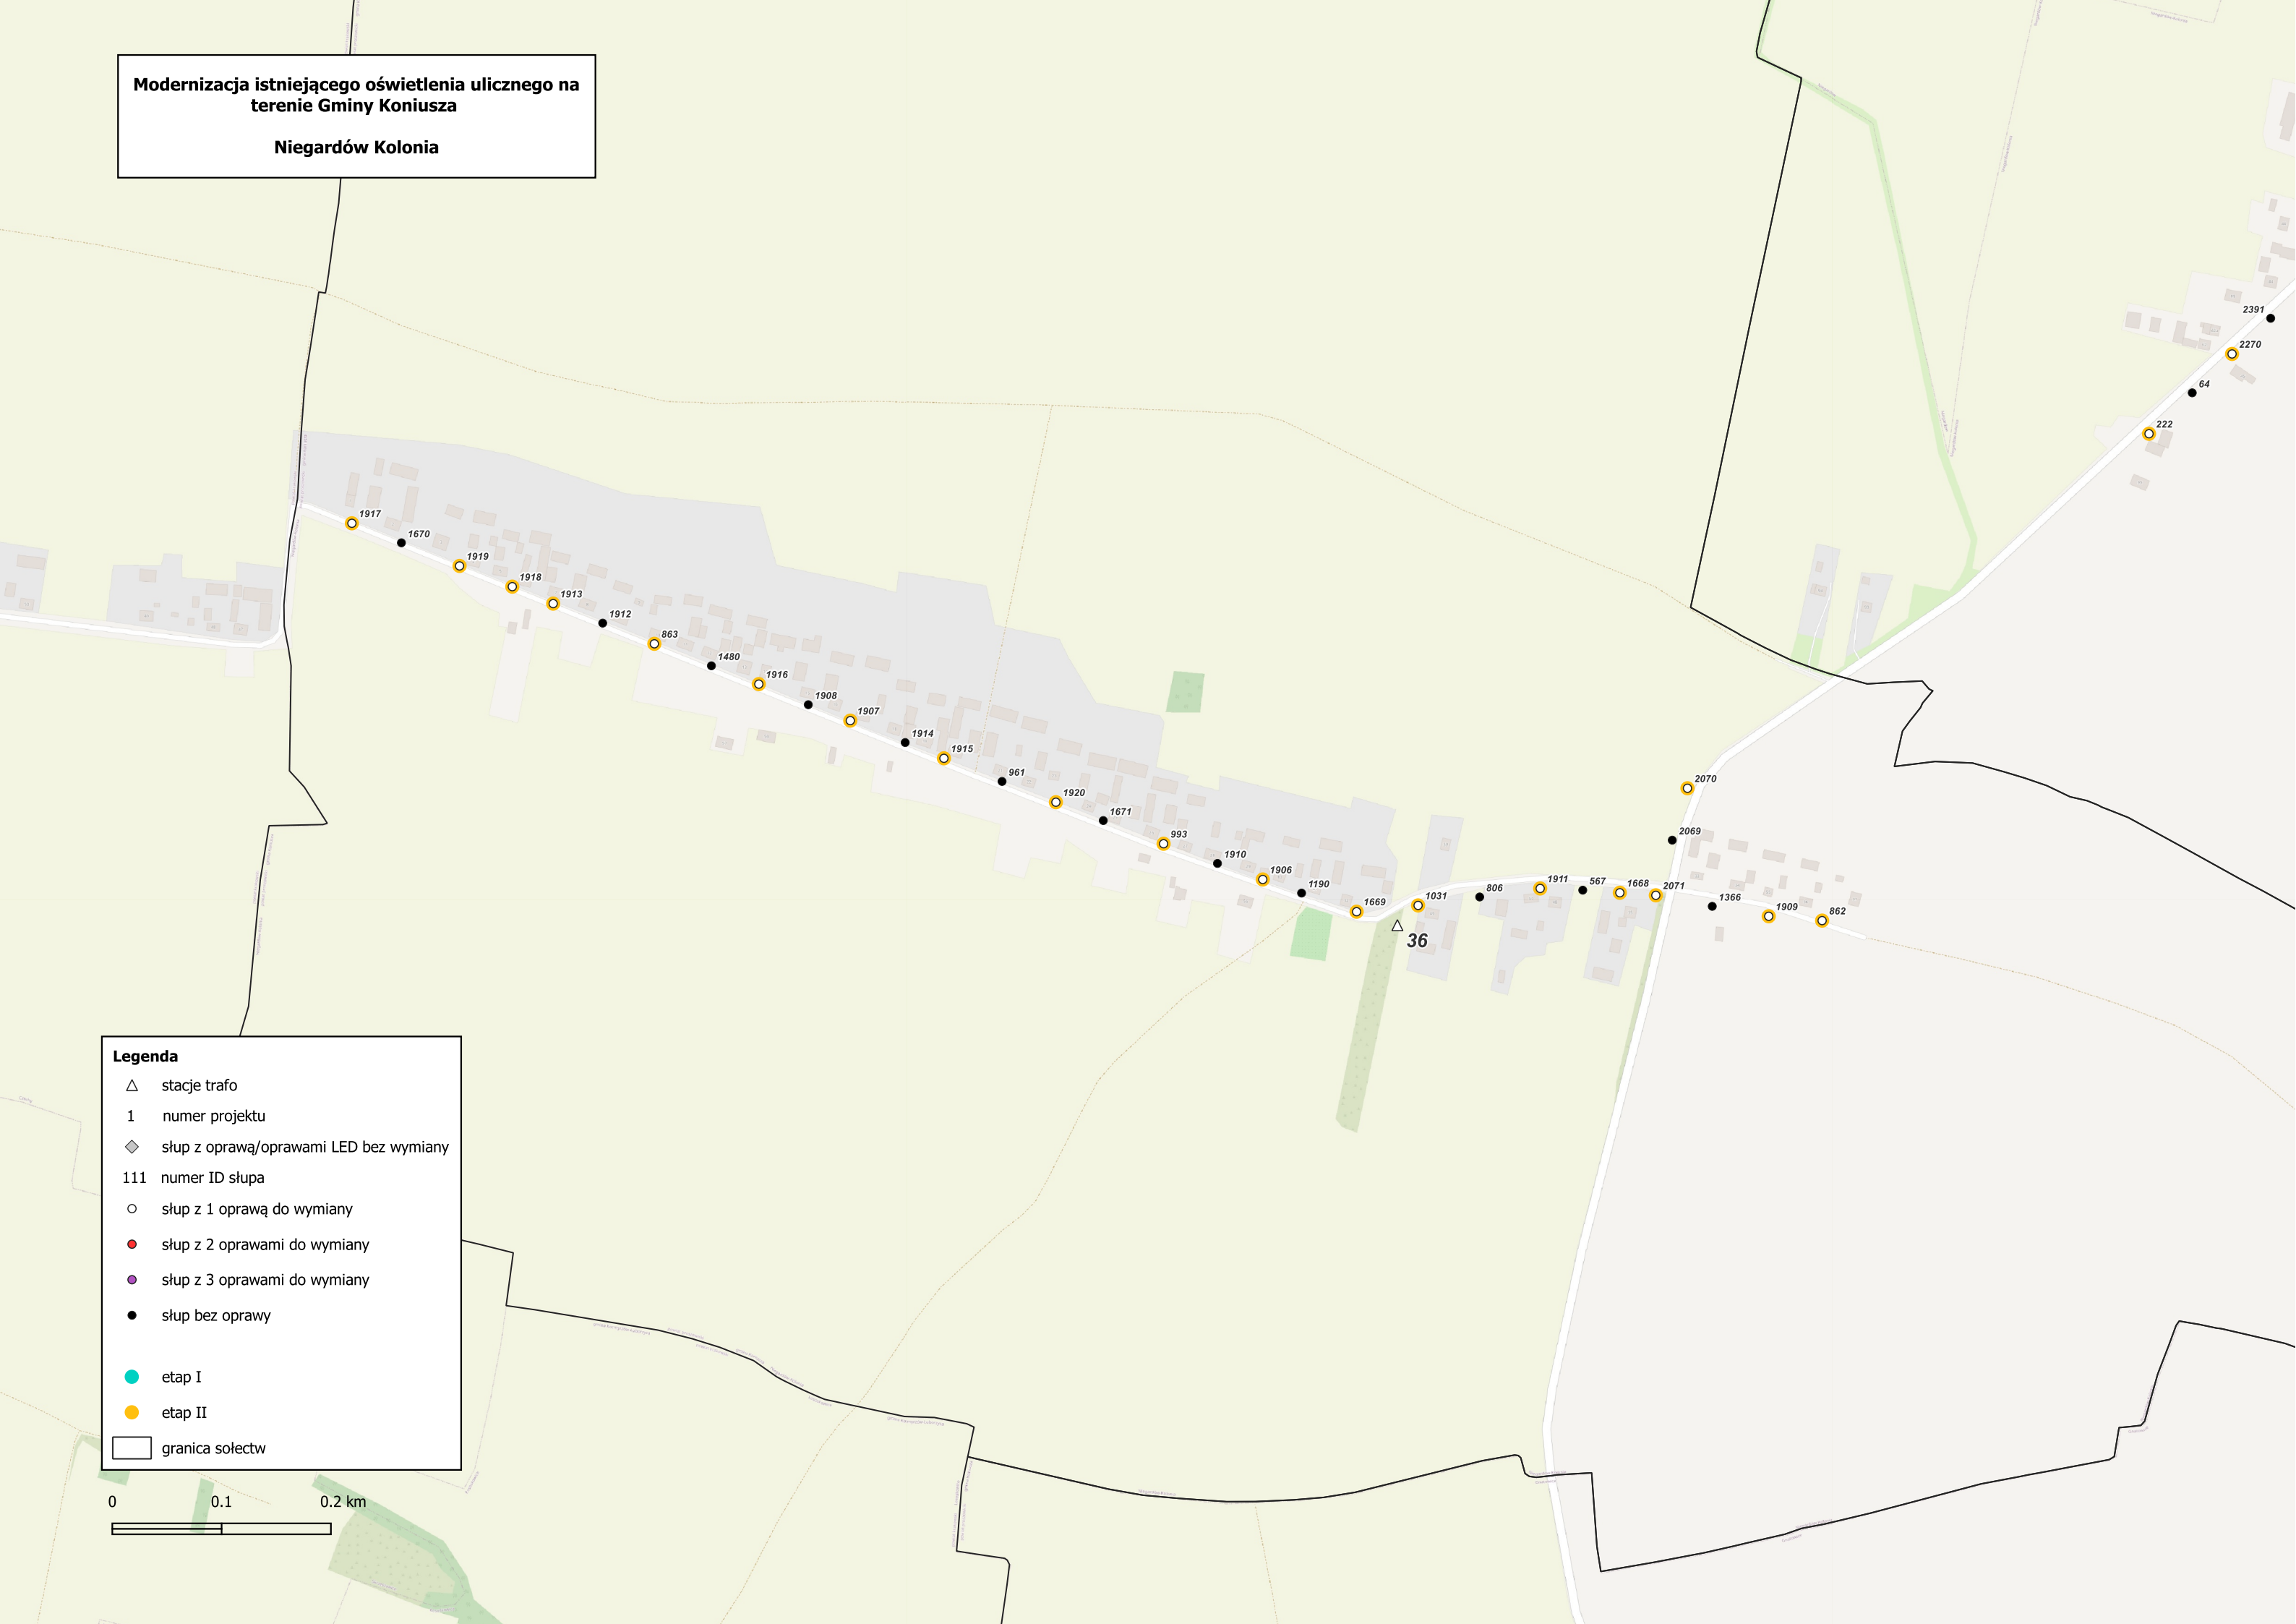 Modernizacja istniejącego oświetlenia ulicznego na
terenie Gminy Koniusza
Niegardów Kolonia
2391
2270
64
222
1917
1670
1919
1918
1913
1912
863
1480
1916
1908
1907
1914
1915
961
1920
1671
993
1910
1906
1190
1669
1031
36
806
1911
567
1668
2071
2070
2069
1366
1909
862
Legenda
stacje trafo
1 numer projektu
słup z oprawą/oprawami LED bez wymiany
111 numer ID słupa
słup z 1 oprawą do wymiany
słup z 2 oprawami do wymiany
słup z 3 oprawami do wymiany
słup bez oprawy
etap I
etap II
granica sołectw
0 0.1 0.2 km